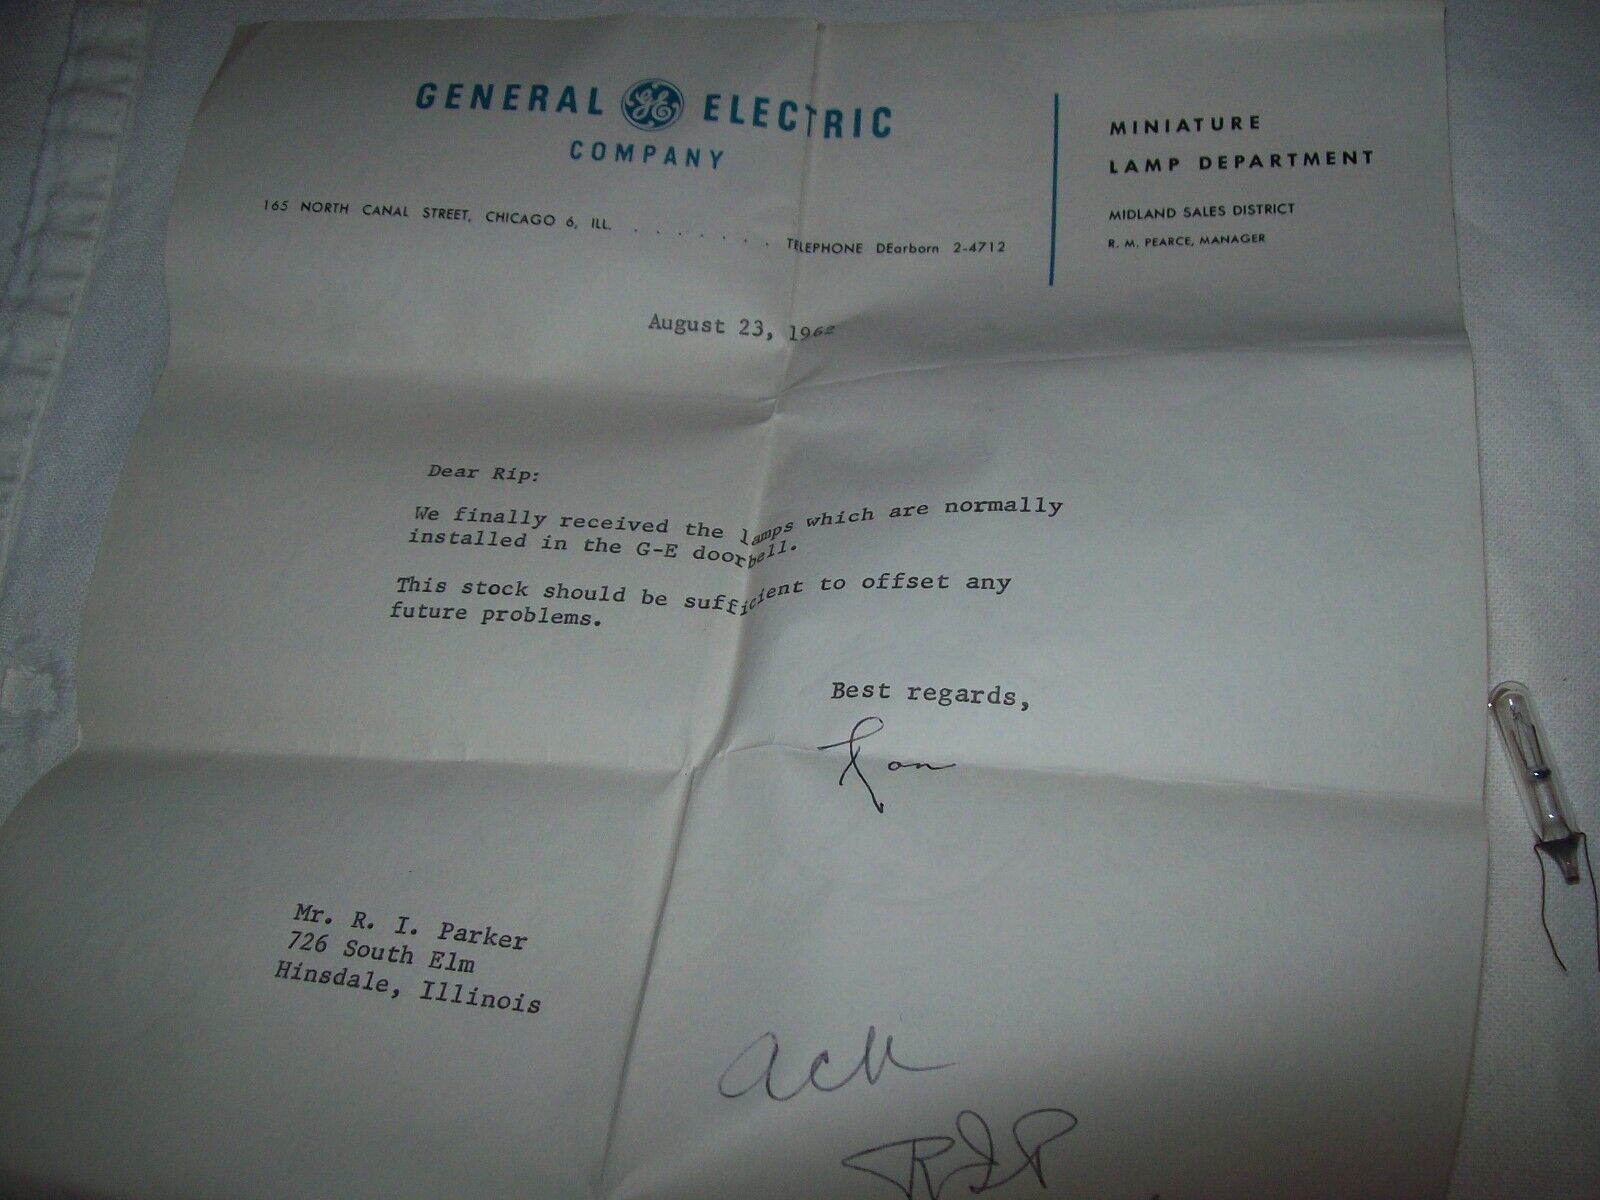 GENERAL GE ELECTRIC
COMPANY
165 NORTH CANAL STREET, CHICAGO 6, ILL. . . . . . . . TELEPHONE DEarborn 2-4712
MINIATURE
LAMP DEPARTMENT
MIDLAND SALES DISTRICT
R. M. PEARCE, MANAGER
August 23, 1962
Dear Rip:
We finally received the lamps which are normally
installed in the G-E doorbell.
This stock should be sufficient to offset any
future problems.
Best regards,
Ron
Mr. R. I. Parker
726 South Elm
Hinsdale, Illinois
Ack
RIP